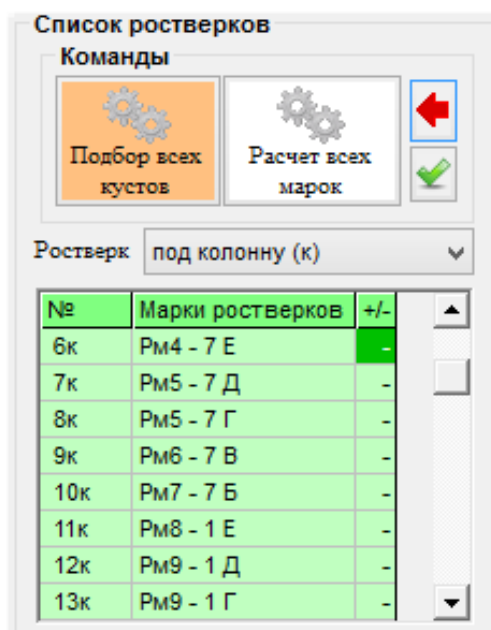 Список ростверков
Команды
Подбор всех
кустов
Расчет всех
марок
Ростверк под колонну (к)
№ Марки ростверков +/-
6к Рм4 - 7 Е -
7к Рм5 - 7 Д -
8к Рм5 - 7 Г -
9к Рм6 - 7 В -
10к Рм7 - 7 Б -
11к Рм8 - 1 Е -
12к Рм9 - 1 Д -
13к Рм9 - 1 Г -